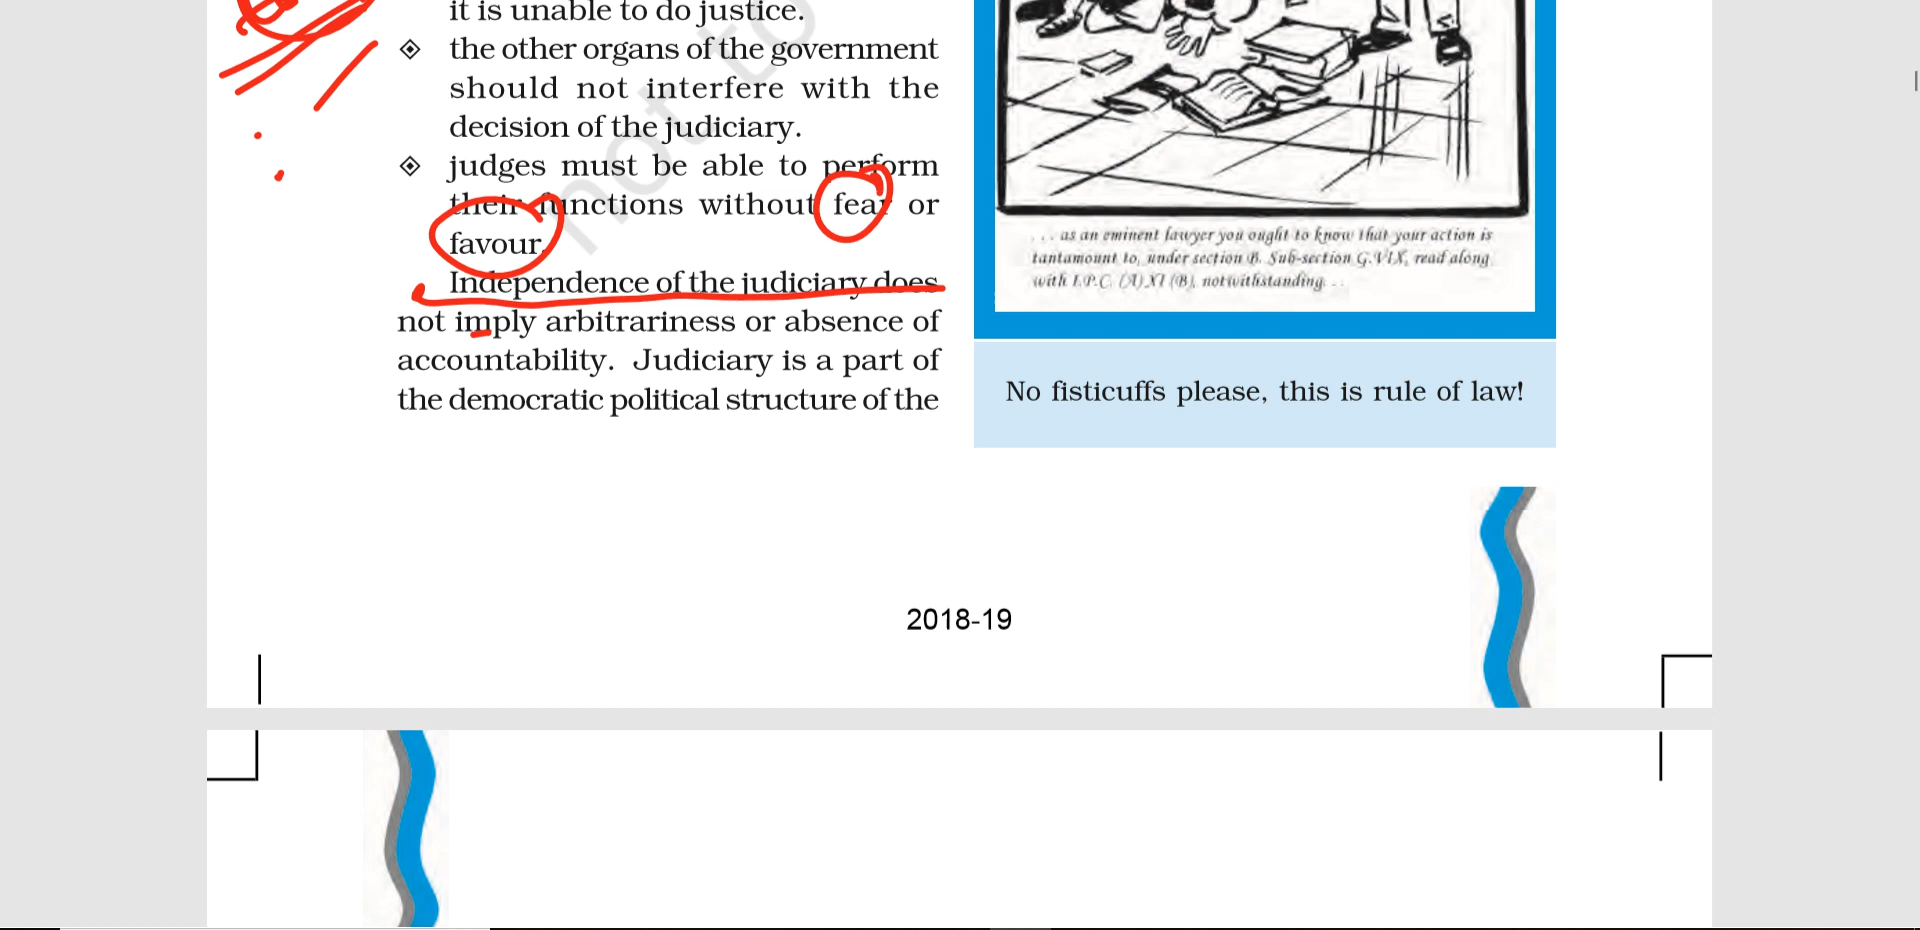 it is unable to do justice.
the other organs of the government
should not interfere with the
decision of the judiciary.
judges must be able to perform
their functions without fear or
favour.
Independence of the judiciary does
not imply arbitrariness or absence of
accountability. Judiciary is a part of
the democratic political structure of the
not to
. . . as an eminent lawyer you ought to know that your action is
tantamount to, under section B. Sub-section G.VIX, read along
with I.P.C. (A) XI (B), notwithstanding. . .
No fisticuffs please, this is rule of law!
2018-19